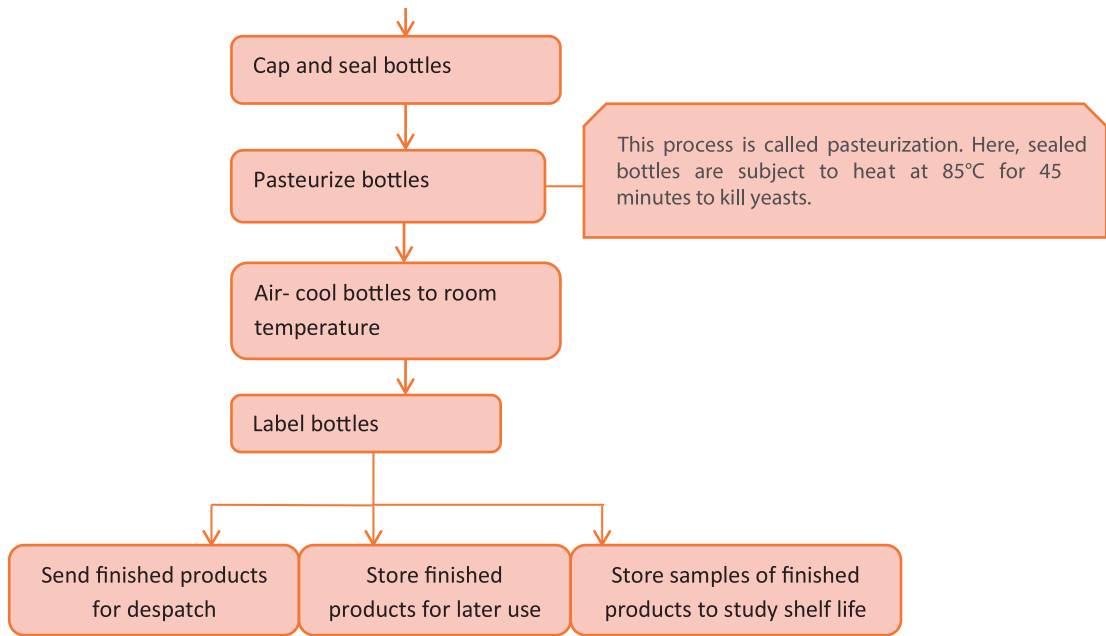 Cap and seal bottles
Pasteurize bottles
This process is called pasteurization. Here, sealed
bottles are subject to heat at 85°C for 45
minutes to kill yeasts.
Air- cool bottles to room
temperature
Label bottles
Send finished products
for despatch
Store finished
products for later use
Store samples of finished
products to study shelf life